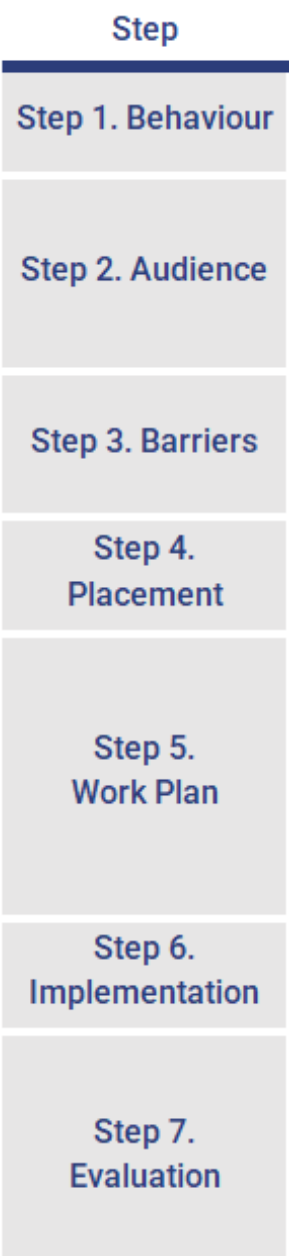 Step
Step 1. Behaviour
Step 2. Audience
Step 3. Barriers
Step 4.
Placement
Step 5.
Work Plan
Step 6.
Implementation
Step 7.
Evaluation